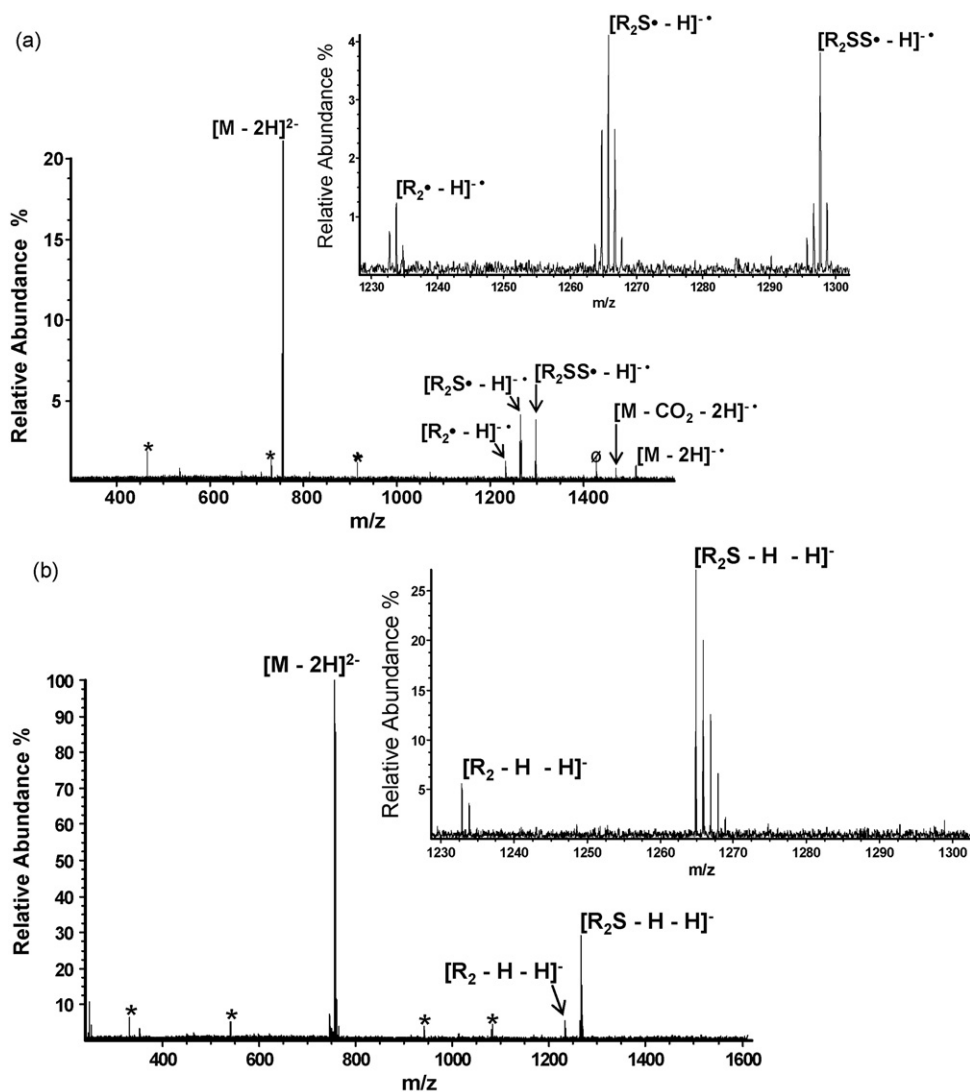 (a)
[R₂S• - H]⁻•
[R₂SS• - H]⁻•
[M - 2H]²⁻
[R₂• - H]⁻•
Relative Abundance %
4
3
2
1
1230 1240 1250 1260 1270 1280 1290 1300
m/z
Relative Abundance %
20
15
10
5
[R₂S• - H]⁻• [R₂SS• - H]⁻•
[M - CO₂ - 2H]⁻•
[R₂• - H]⁻• ø [M - 2H]⁻•
* * *
400 600 800 1000 1200 1400
m/z
(b)
[R₂S - H - H]⁻
[M - 2H]²⁻
[R₂ - H - H]⁻
Relative Abundance %
25
20
15
10
5
1230 1240 1250 1260 1270 1280 1290 1300
m/z
Relative Abundance %
100
90
80
70
60
50
40
30
20
10
[R₂S - H - H]⁻
[R₂ - H - H]⁻
* * * *
400 600 800 1000 1200 1400 1600
m/z